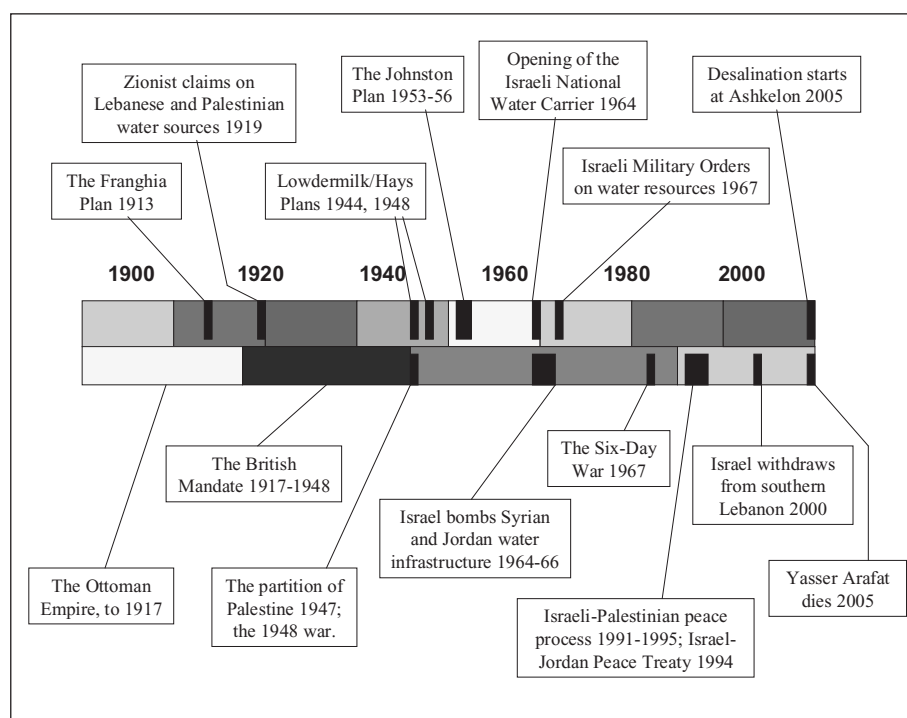 Zionist claims on
Lebanese and Palestinian
water sources 1919
The Johnston
Plan 1953-56
Opening of the
Israeli National
Water Carrier 1964
Desalination starts
at Ashkelon 2005
The Franghia
Plan 1913
Lowdermilk/Hays
Plans 1944, 1948
Israeli Military Orders
on water resources 1967
1900 1920 1940 1960 1980 2000
The British
Mandate 1917-1948
The Six-Day
War 1967
Israel withdraws
from southern
Lebanon 2000
Israel bombs Syrian
and Jordan water
infrastructure 1964-66
The Ottoman
Empire, to 1917
The partition of
Palestine 1947;
the 1948 war.
Israeli-Palestinian peace
process 1991-1995; Israel-
Jordan Peace Treaty 1994
Yasser Arafat
dies 2005